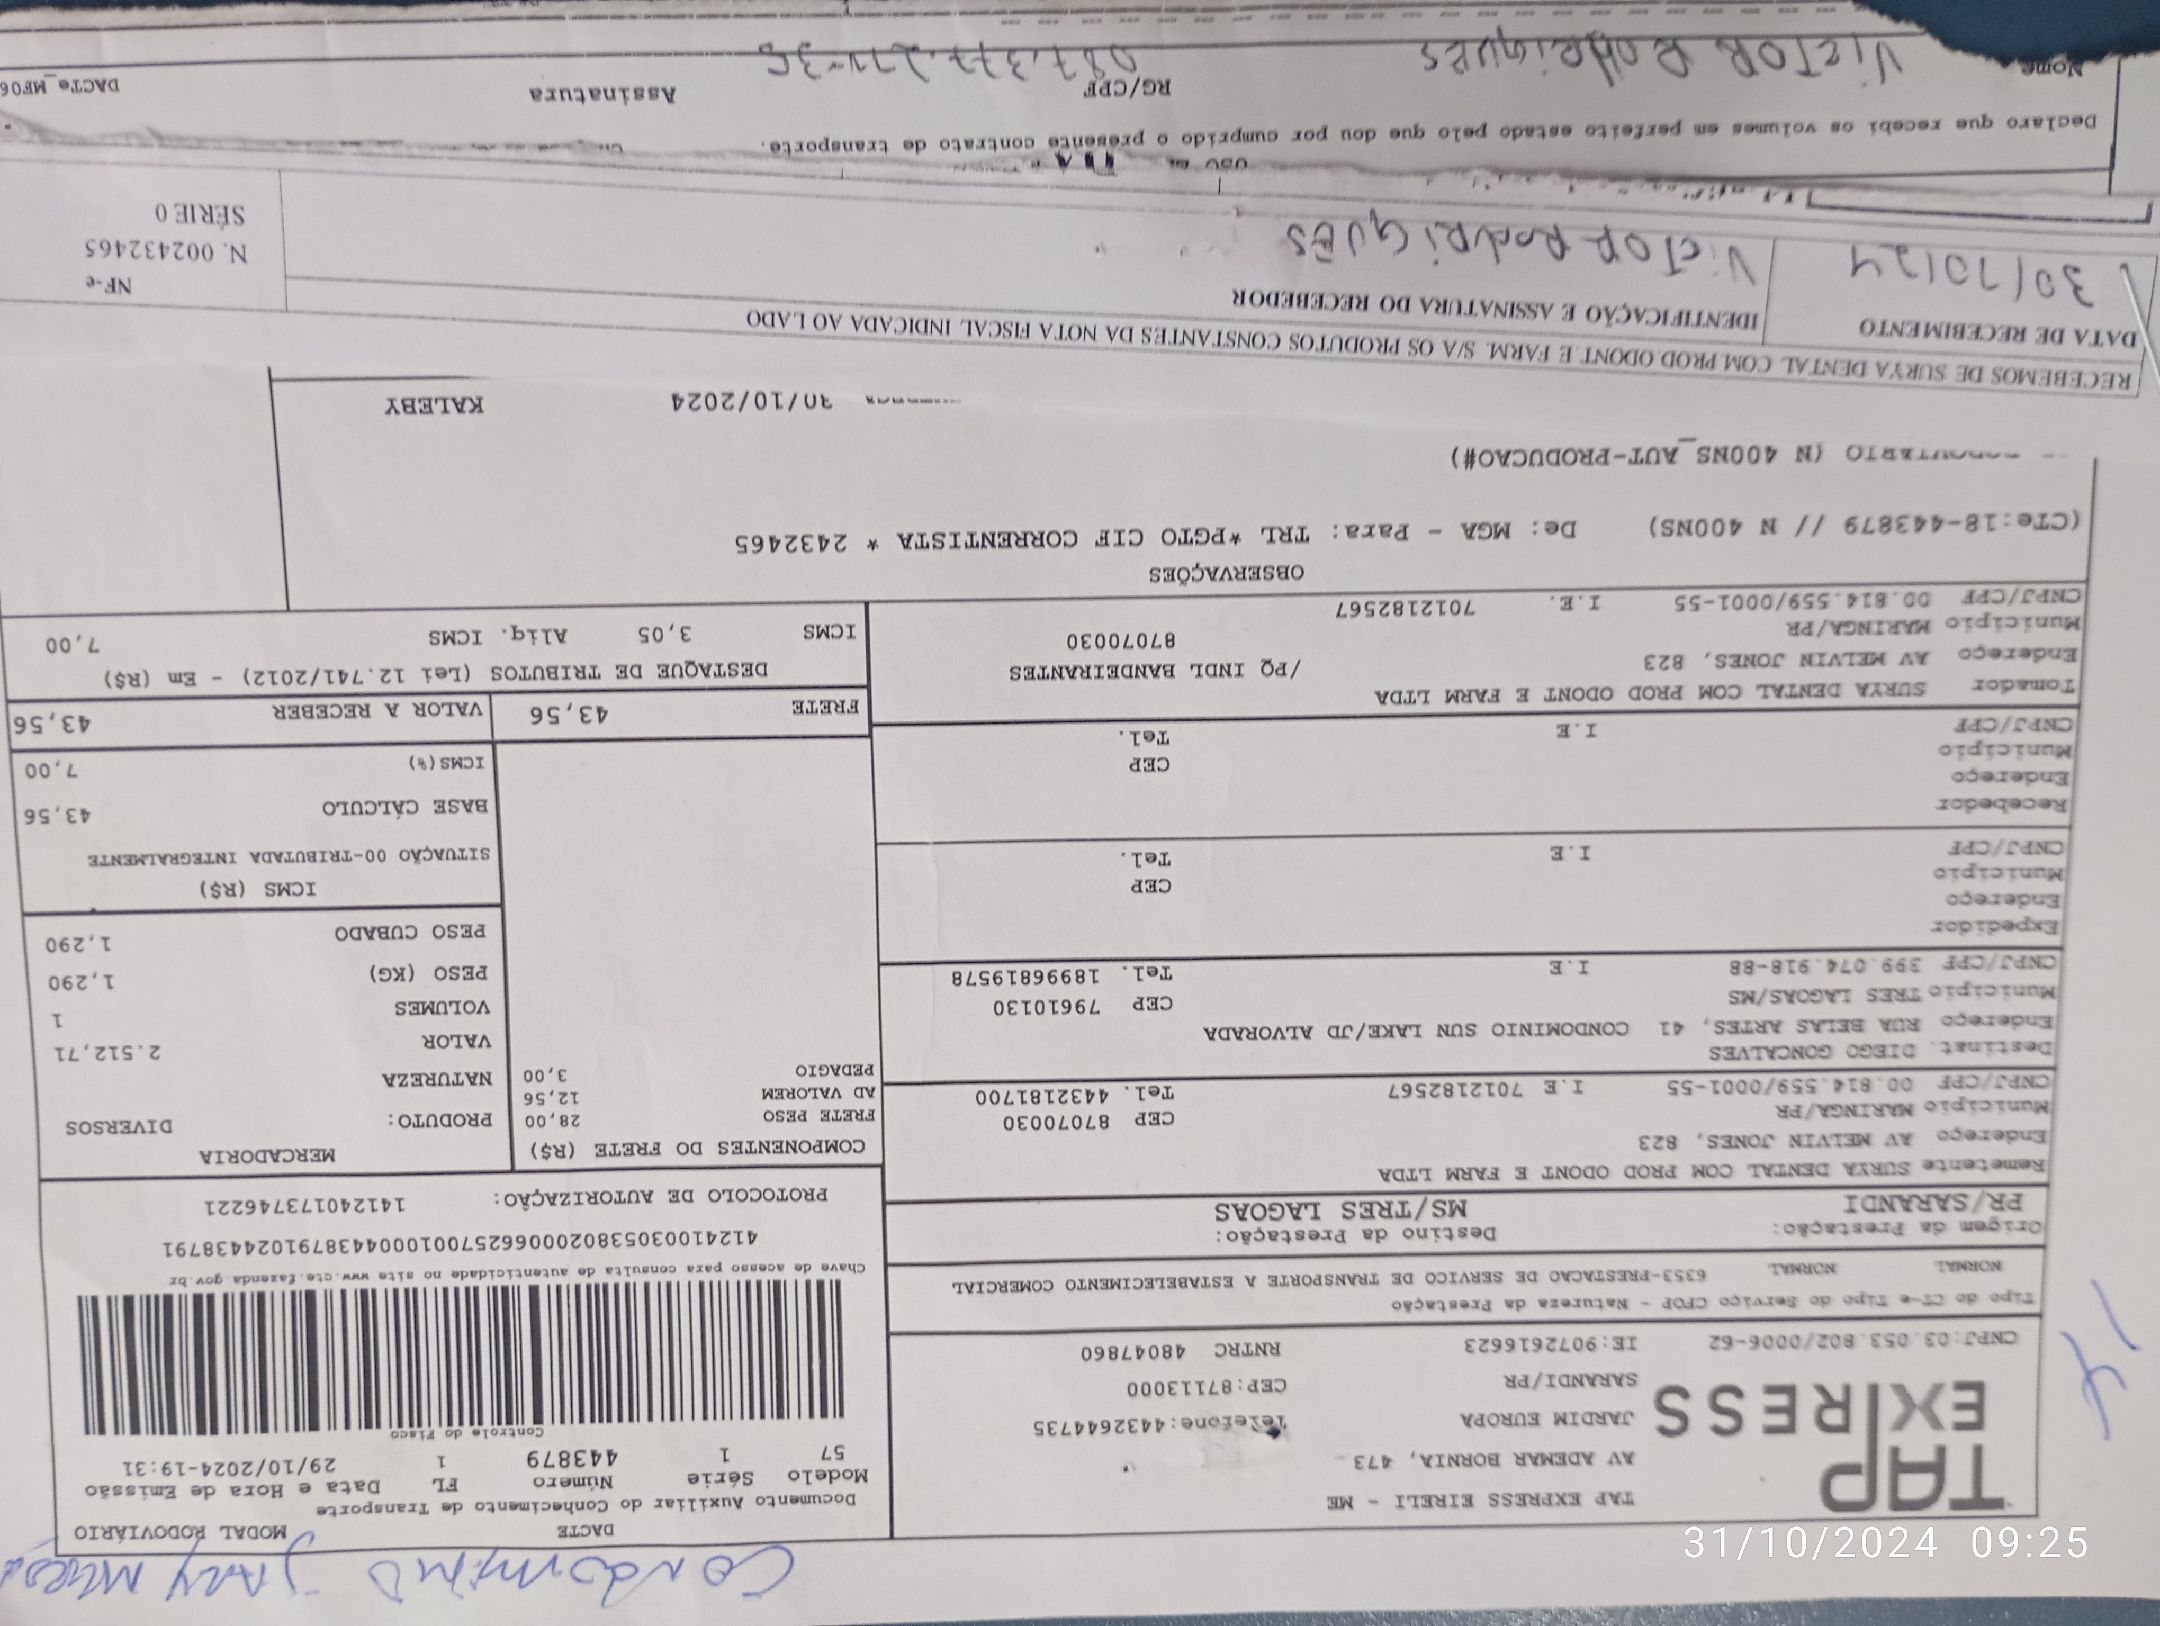 Condomínio
DACTE MODAL RODOVIÁRIO
Documento Auxiliar do Conhecimento de Transporte
Modelo Série Número FL Data e Hora de Emissão
57 1 443879 1 29/10/2024-19:31
Controle do Fisco
Chave de acesso para consulta de autenticidade no site www.cte.fazenda.gov.br
41241003053802000662570010004438791024438791
PROTOCOLO DE AUTORIZAÇÃO: 141240173746221
TAP EXPRESS
TAP EXPRESS EIRELI - ME
AV ADEMAR BORNIA, 473
JARDIM EUROPA Telefone:4432644735
SARANDI/PR CEP:87113000
CNPJ:03.053.802/0006-62 IE:9072616623 RNTRC 48047860
14
Tipo do CT-e Tipo do Serviço CFOP - Natureza da Prestação
NORMAL NORMAL 6353-PRESTACAO DE SERVICO DE TRANSPORTE A ESTABELECIMENTO COMERCIAL
Origem da Prestação: Destino da Prestação:
PR/SARANDI MS/TRES LAGOAS
Remetente SURYA DENTAL COM PROD ODONT E FARM LTDA
Endereço AV MELVIN JONES, 823
Município MARINGA/PR CEP 87070030
CNPJ/CPF 00.814.559/0001-55 I.E 7012182567 Tel. 4432181700
Destinat. DIEGO GONCALVES
Endereço RUA BELAS ARTES, 41 CONDOMINIO SUN LAKE/JD ALVORADA
Município TRES LAGOAS/MS CEP 79610130
CNPJ/CPF 399.074.918-88 I.E Tel. 18996819578
Expedidor
Endereço
Município CEP
CNPJ/CPF I.E Tel.
Recebedor
Endereço
Município CEP
CNPJ/CPF I.E Tel.
Tomador SURYA DENTAL COM PROD ODONT E FARM LTDA
Endereço AV MELVIN JONES, 823 /PQ INDL BANDEIRANTES
Município MARINGA/PR 87070030
CNPJ/CPF 00.814.559/0001-55 I.E. 7012182567
COMPONENTES DO FRETE (R$)
FRETE PESO 28,00
AD VALOREM 12,56
PEDAGIO 3,00
MERCADORIA
PRODUTO: DIVERSOS
NATUREZA
VALOR 2.512,71
VOLUMES 1
PESO (KG) 1,290
PESO CUBADO 1,290
ICMS (R$)
SITUAÇÃO 00-TRIBUTADA INTEGRALMENTE
BASE CÁLCULO 43,56
ICMS(%) 7,00
FRETE 43,56 VALOR A RECEBER 43,56
DESTAQUE DE TRIBUTOS (Lei 12.741/2012) - Em (R$)
ICMS 3,05 Aliq. ICMS 7,00
OBSERVAÇÕES
(CTe:18-443879 // N 400NS) De: MGA - Para: TRL *PGTO CIF CORRENTISTA * 2432465
(N 400NS_AUT-PRODUCAO#)
30/10/2024 KALEBY
RECEBEMOS DE SURYA DENTAL COM PROD ODONT E FARM. S/A OS PRODUTOS CONSTANTES DA NOTA FISCAL INDICADA AO LADO
DATA DE RECEBIMENTO IDENTIFICAÇÃO E ASSINATURA DO RECEBEDOR
30/10/24 VICTOR RODRIGUES
NF-e
N. 002432465
SÉRIE 0
Declaro que recebi os volumes em perfeito estado pelo que dou por cumprido o presente contrato de transporte.
Nome RG/CPF Assinatura DACTe_MF06
VICTOR RODRIGUES
31/10/2024 09:25